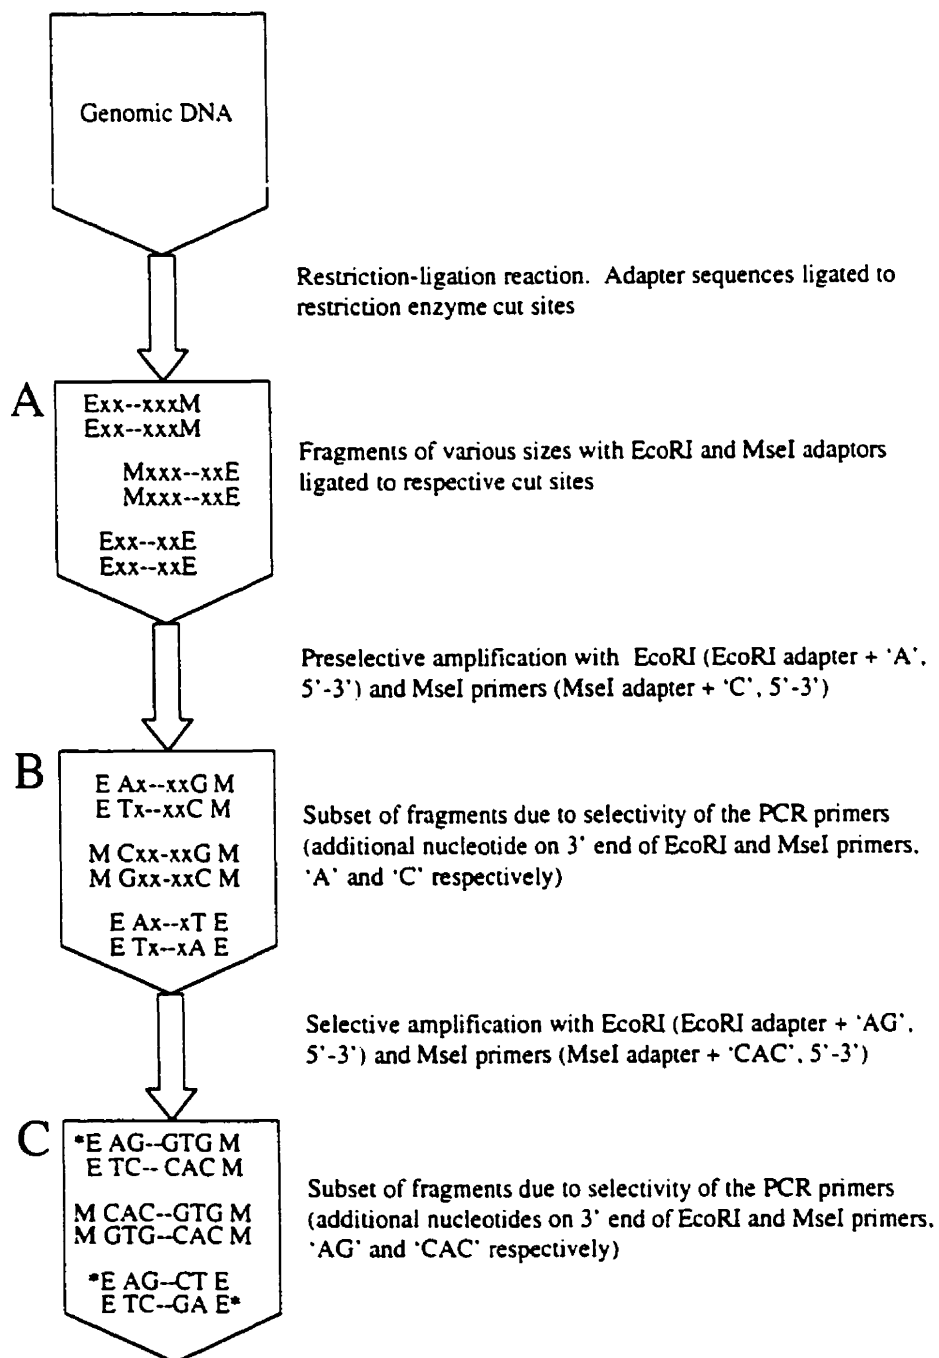 Genomic DNA
Restriction-ligation reaction. Adapter sequences ligated to
restriction enzyme cut sites
A
Exx--xxxM
Exx--xxxM
Mxxx--xxE
Mxxx--xxE
Exx--xxE
Exx--xxE
Fragments of various sizes with EcoRI and MseI adaptors
ligated to respective cut sites
Preselective amplification with EcoRI (EcoRI adapter + 'A',
5'-3') and MseI primers (MseI adapter + 'C', 5'-3')
B
E Ax--xxG M
E Tx--xxC M
M Cxx-xxG M
M Gxx-xxC M
E Ax--xT E
E Tx--xA E
Subset of fragments due to selectivity of the PCR primers
(additional nucleotide on 3' end of EcoRI and MseI primers,
'A' and 'C' respectively)
Selective amplification with EcoRI (EcoRI adapter + 'AG',
5'-3') and MseI primers (MseI adapter + 'CAC', 5'-3')
C
*E AG--GTG M
E TC-- CAC M
M CAC--GTG M
M GTG--CAC M
*E AG--CT E
E TC--GA E*
Subset of fragments due to selectivity of the PCR primers
(additional nucleotides on 3' end of EcoRI and MseI primers,
'AG' and 'CAC' respectively)